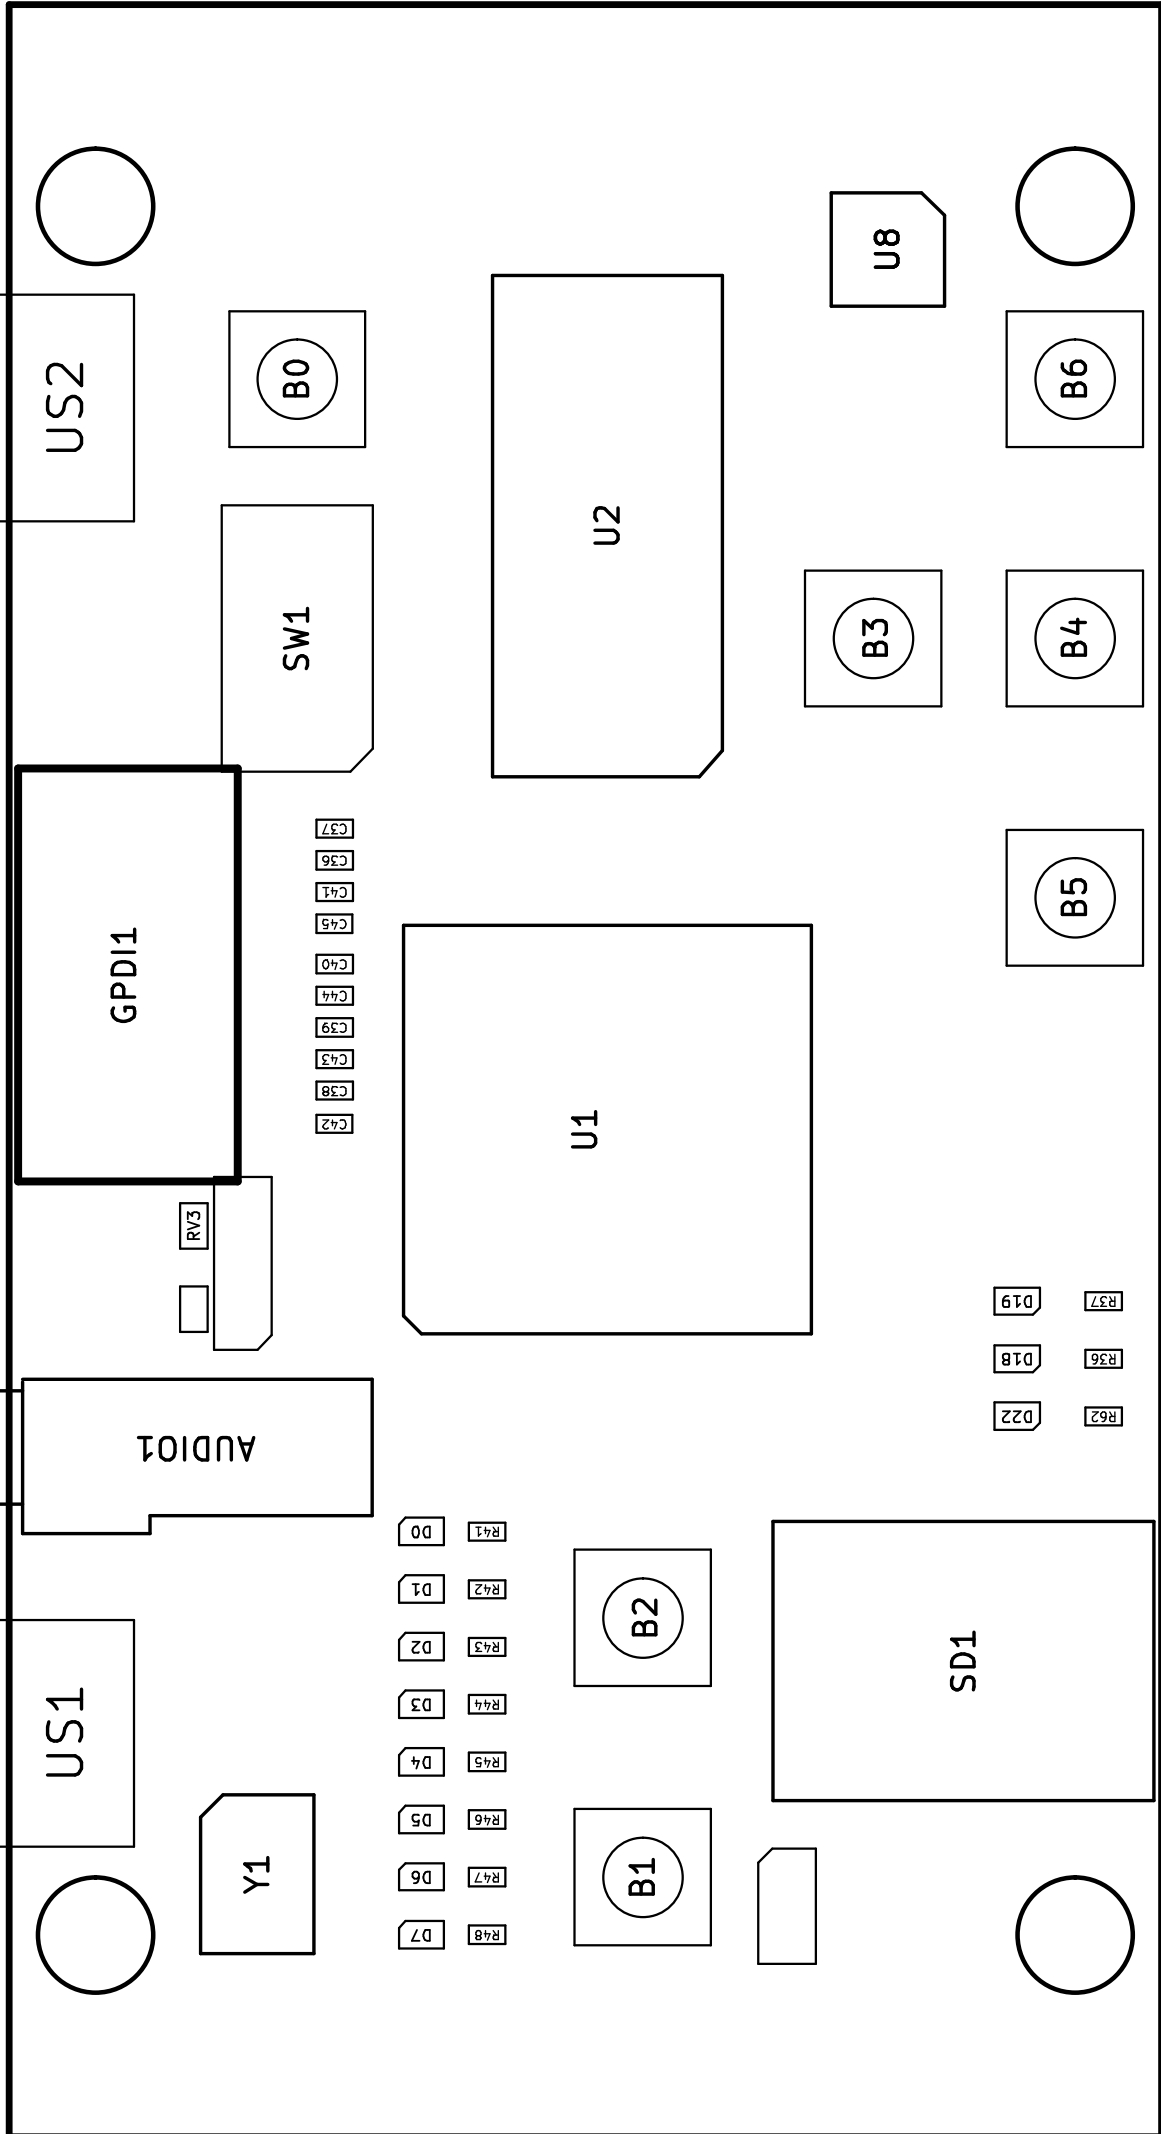 U8
US2
B0
B6
U2
SW1
B3
B4
C37
C36
C41
C45
B5
GPDI1
C40
C44
C39
C43
C38
C42
U1
RV3
D19
R37
D18
R36
D22
R62
AUDIO1
D0
R41
D1
R42
B2
D2
R43
SD1
D3
R44
US1
D4
R45
D5
R46
Y1
D6
R47
B1
D7
R48